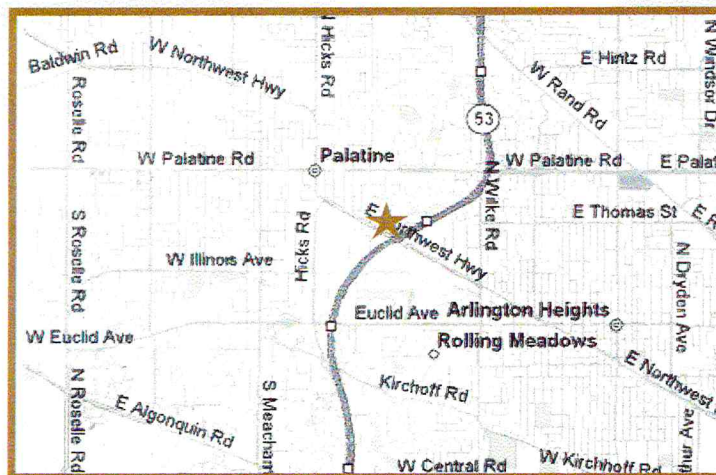 N Hicks Rd
N Windsor Dr
W Northwest Hwy
Baldwin Rd
E Hintz Rd
W Rand Rd
Roselle Rd
53
W Palatine Rd
Palatine
W Palatine Rd
E Palat
N Wilke Rd
E Thomas St
E R
S Roselle Rd
Hicks Rd
E Northwest Hwy
W Illinois Ave
N Dryden Ave
Euclid Ave
Arlington Heights
W Euclid Ave
Rolling Meadows
E Northwest
Kirchoff Rd
N Roselle Rd
E Algonquin Rd
S Meacham
W Central Rd
W Kirchhoff Rd